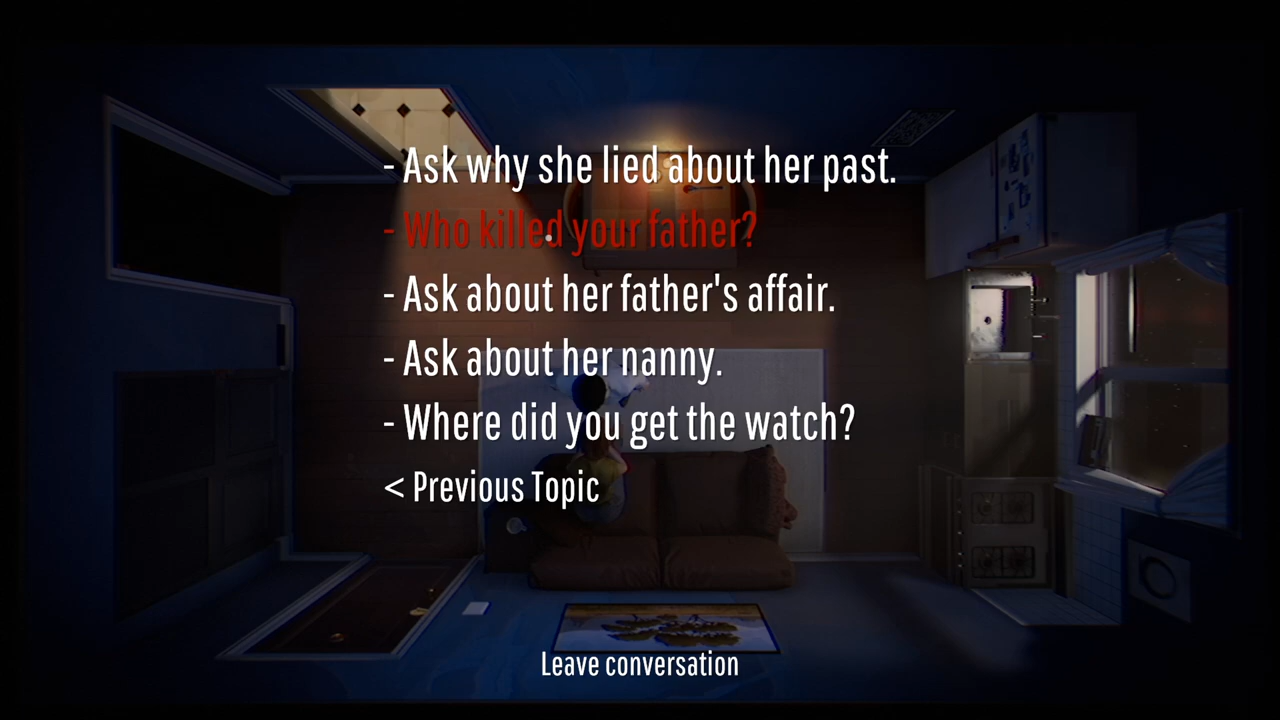 - Ask why she lied about her past.
- Who killed your father?
- Ask about her father's affair.
- Ask about her nanny.
- Where did you get the watch?
< Previous Topic
Leave conversation